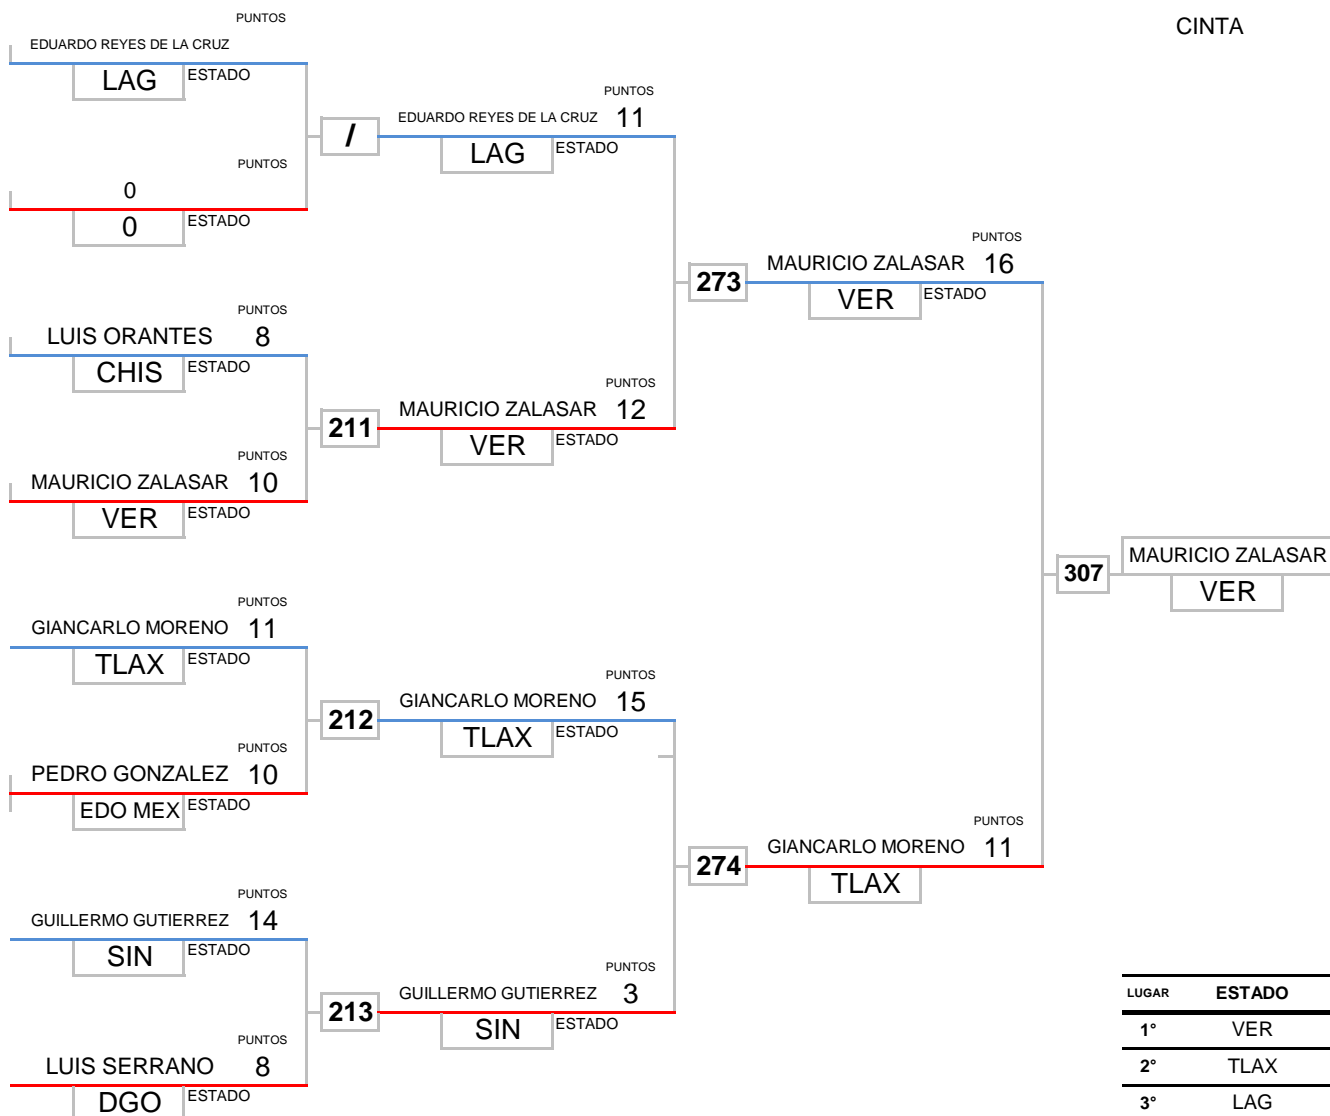 CINTA
PUNTOS
EDUARDO REYES DE LA CRUZ
LAG ESTADO
/
PUNTOS
0
0 ESTADO
PUNTOS
EDUARDO REYES DE LA CRUZ 11
LAG ESTADO
PUNTOS
LUIS ORANTES 8
CHIS ESTADO
211
PUNTOS
MAURICIO ZALASAR 10
VER ESTADO
PUNTOS
MAURICIO ZALASAR 12
VER ESTADO
273
PUNTOS
MAURICIO ZALASAR 16
VER ESTADO
PUNTOS
GIANCARLO MORENO 11
TLAX ESTADO
212
PUNTOS
PEDRO GONZALEZ 10
EDO MEX ESTADO
PUNTOS
GIANCARLO MORENO 15
TLAX ESTADO
PUNTOS
GUILLERMO GUTIERREZ 14
SIN ESTADO
213
PUNTOS
LUIS SERRANO 8
DGO ESTADO
PUNTOS
GUILLERMO GUTIERREZ 3
SIN ESTADO
274
PUNTOS
GIANCARLO MORENO 11
TLAX
307
MAURICIO ZALASAR
VER
LUGAR ESTADO
1° VER
2° TLAX
3° LAG